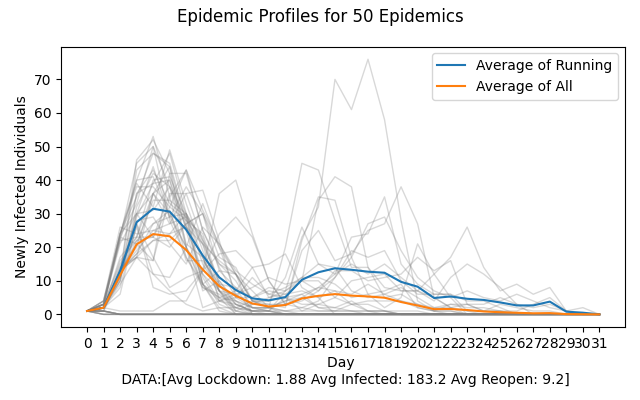 Epidemic Profiles for 50 Epidemics
Average of Running
Average of All
Newly Infected Individuals
70
60
50
40
30
20
10
0
0 1 2 3 4 5 6 7 8 9 10 11 12 13 14 15 16 17 18 19 20 21 22 23 24 25 26 27 28 29 30 31
Day
DATA:[Avg Lockdown: 1.88 Avg Infected: 183.2 Avg Reopen: 9.2]